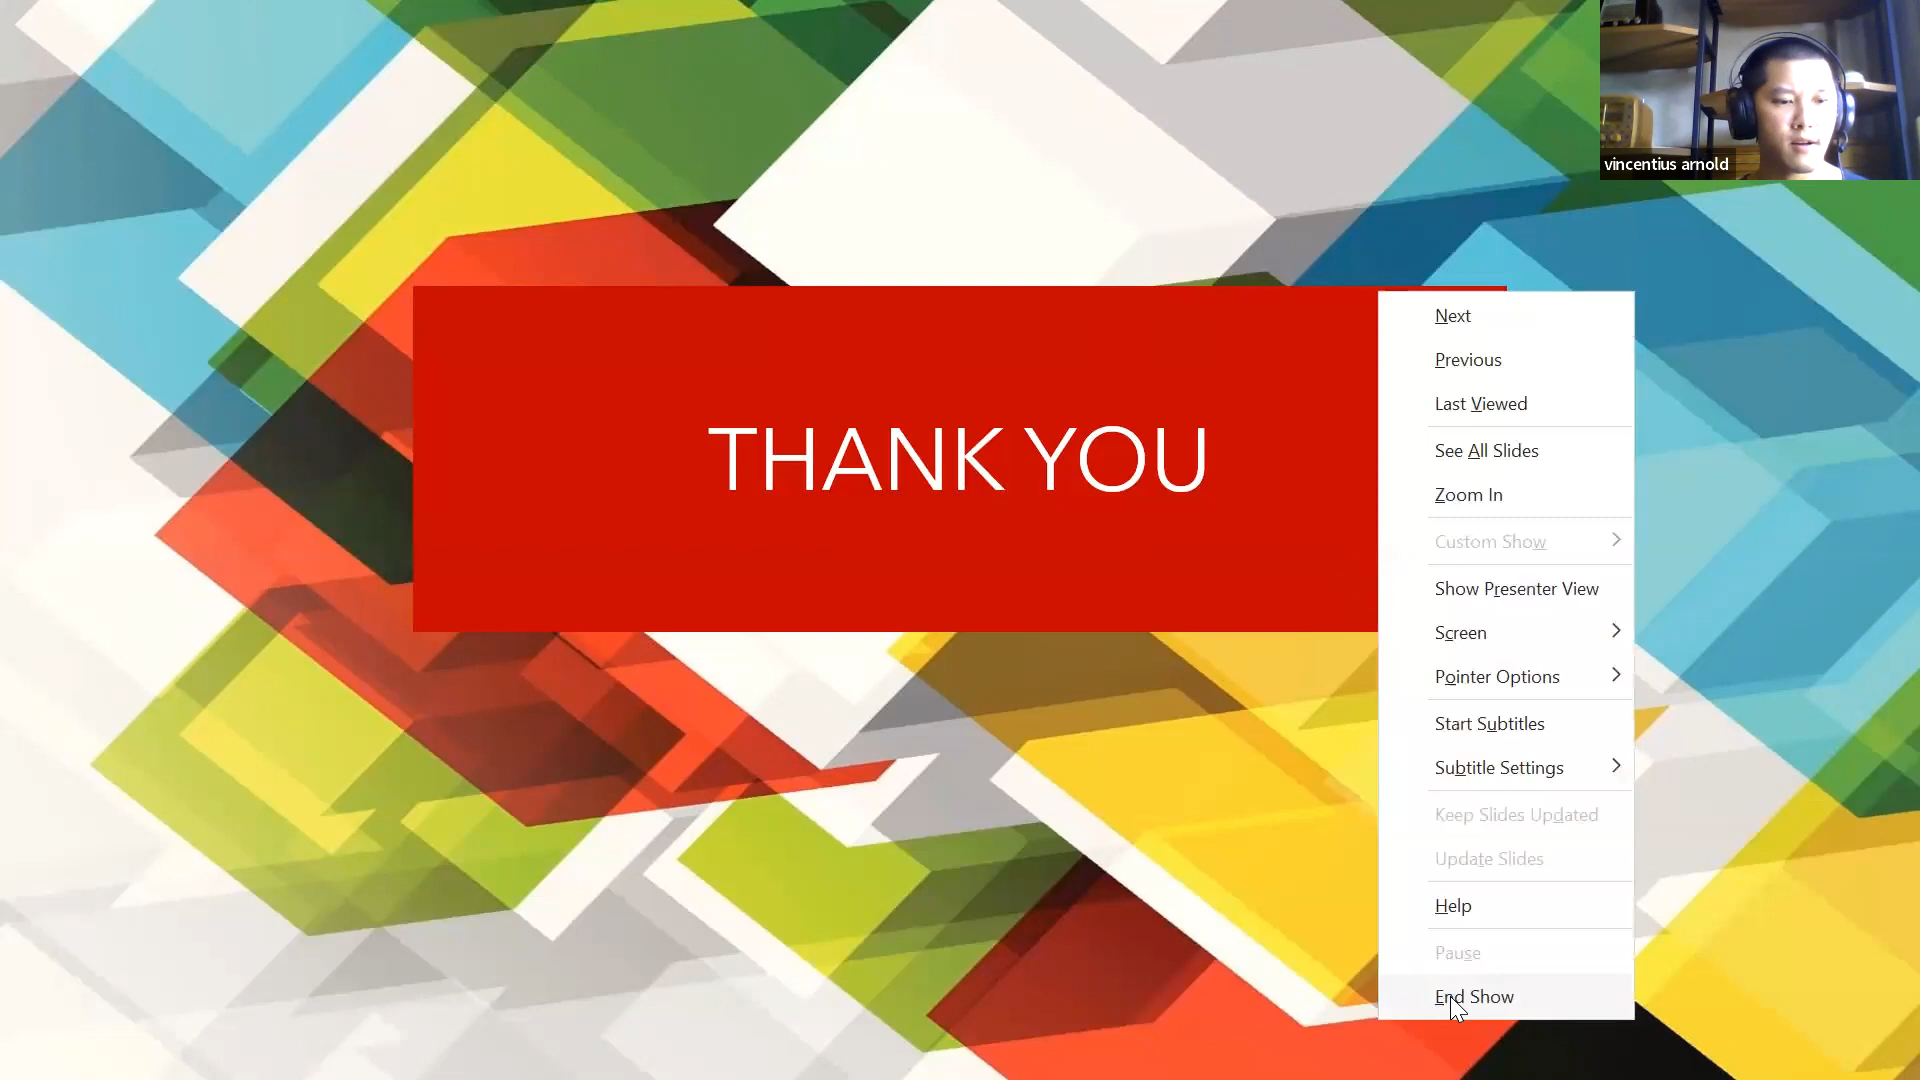 vincentius arnold
THANK YOU
Next
Previous
Last Viewed
See All Slides
Zoom In
Custom Show
Show Presenter View
Screen
Pointer Options
Start Subtitles
Subtitle Settings
Keep Slides Updated
Update Slides
Help
Pause
End Show